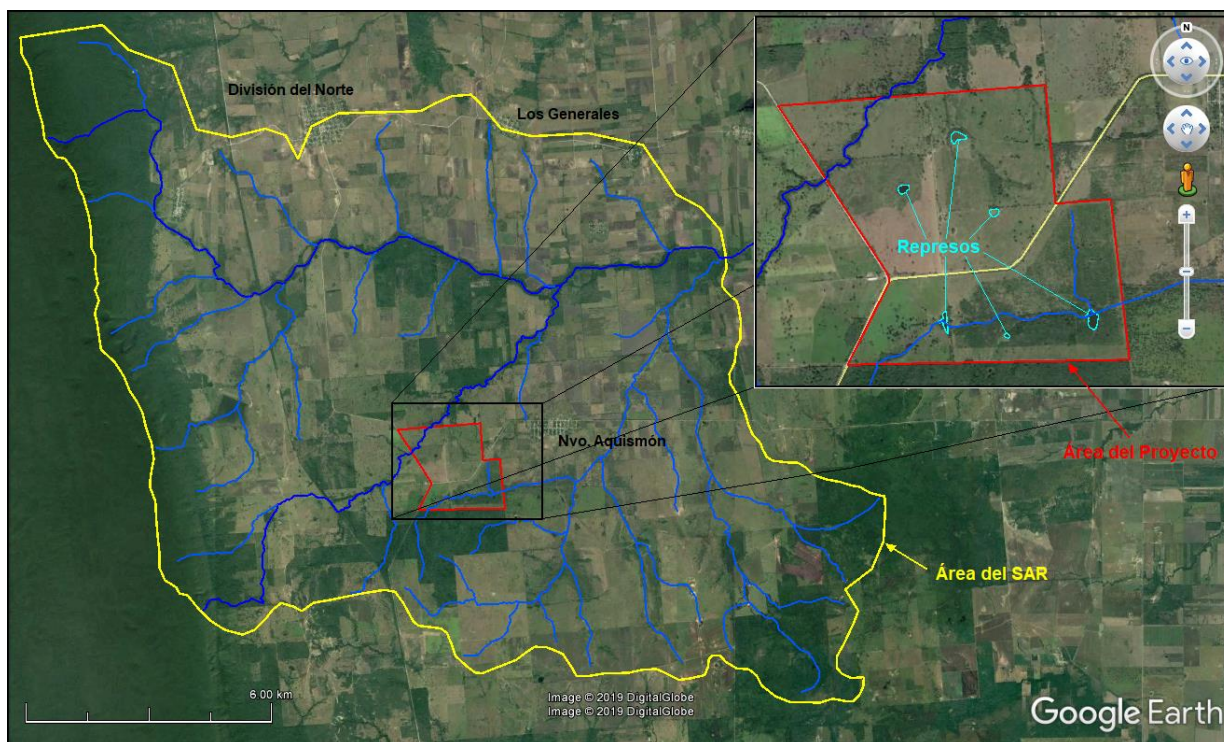 División del Norte
Los Generales
N
Represos
Nvo. Aquismón
Área del Proyecto
Área del SAR
6.00 km
Image © 2019 DigitalGlobe
Image © 2019 DigitalGlobe
Google Earth